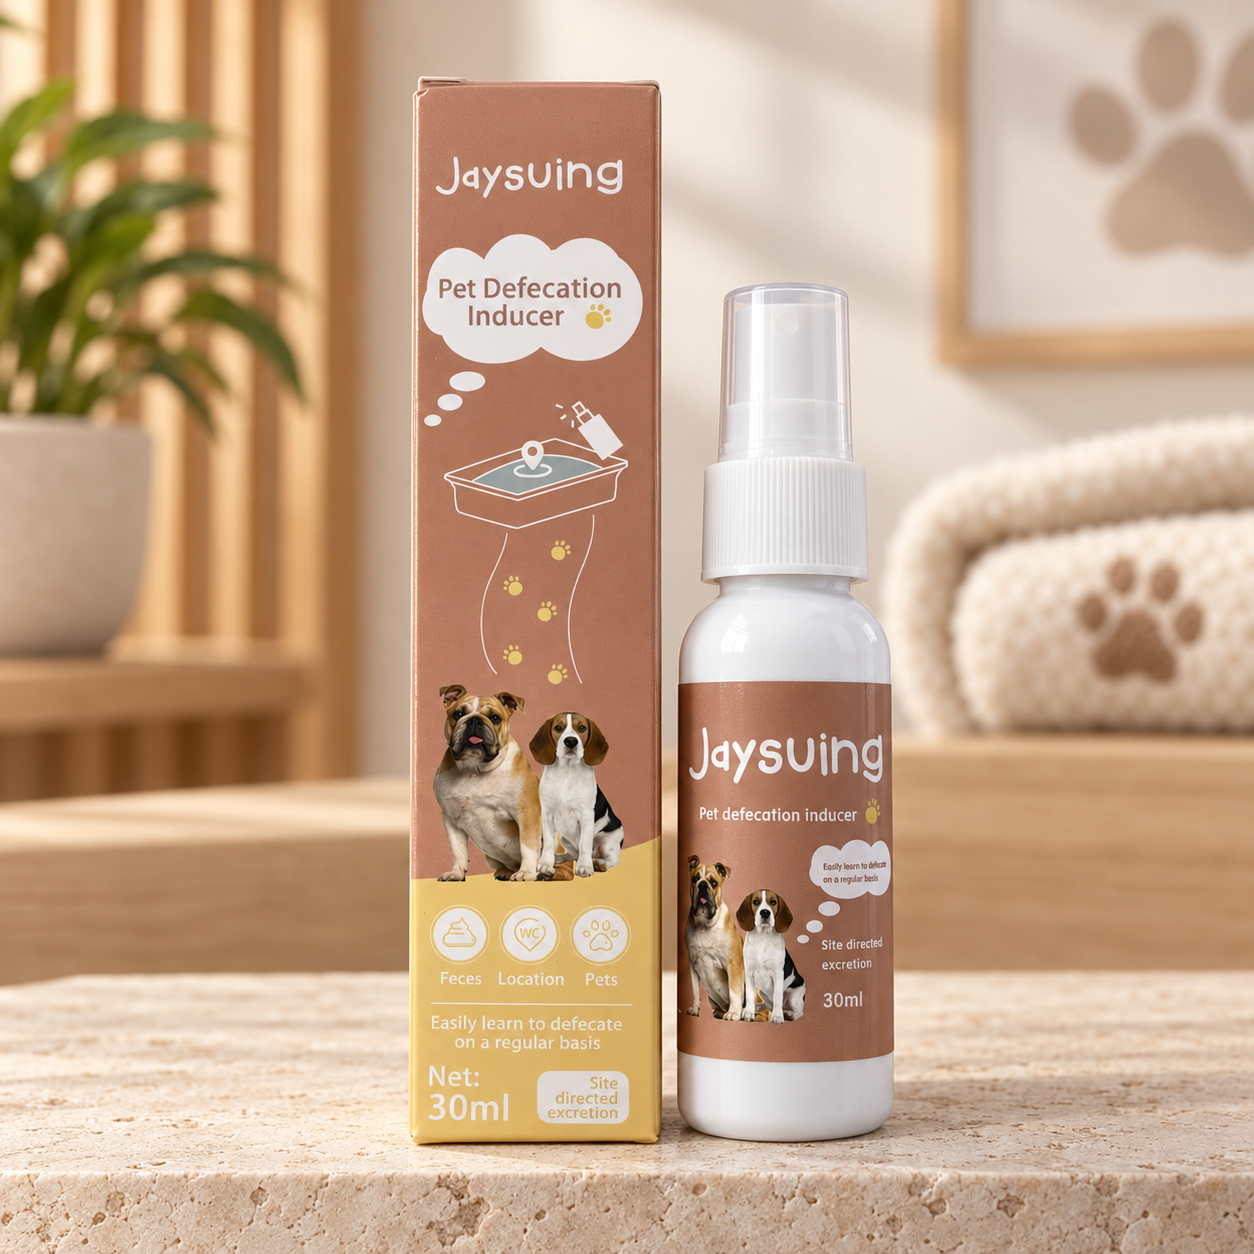 Jaysuing
Pet Defecation
Inducer
WC
Feces
Location
Pets
Easily learn to defecate
on a regular basis
Net:
30ml
Site
directed
excretion
Jaysuing
Pet defecation inducer
Easily learn to defecate
on a regular basis
Site directed
excretion
30ml